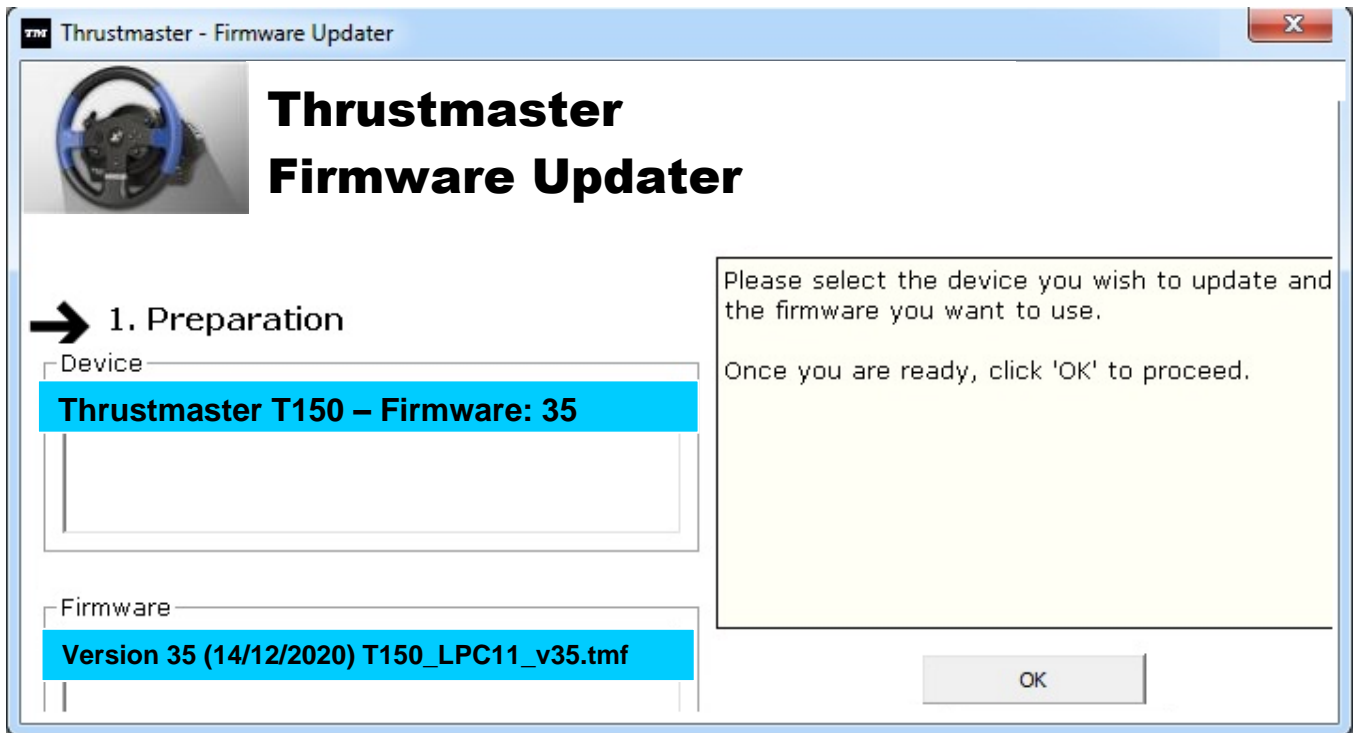 TM Thrustmaster - Firmware Updater
X
Thrustmaster
Firmware Updater
1. Preparation
Device
Thrustmaster T150 – Firmware: 35
Firmware
Version 35 (14/12/2020) T150_LPC11_v35.tmf
Please select the device you wish to update and
the firmware you want to use.
Once you are ready, click 'OK' to proceed.
OK